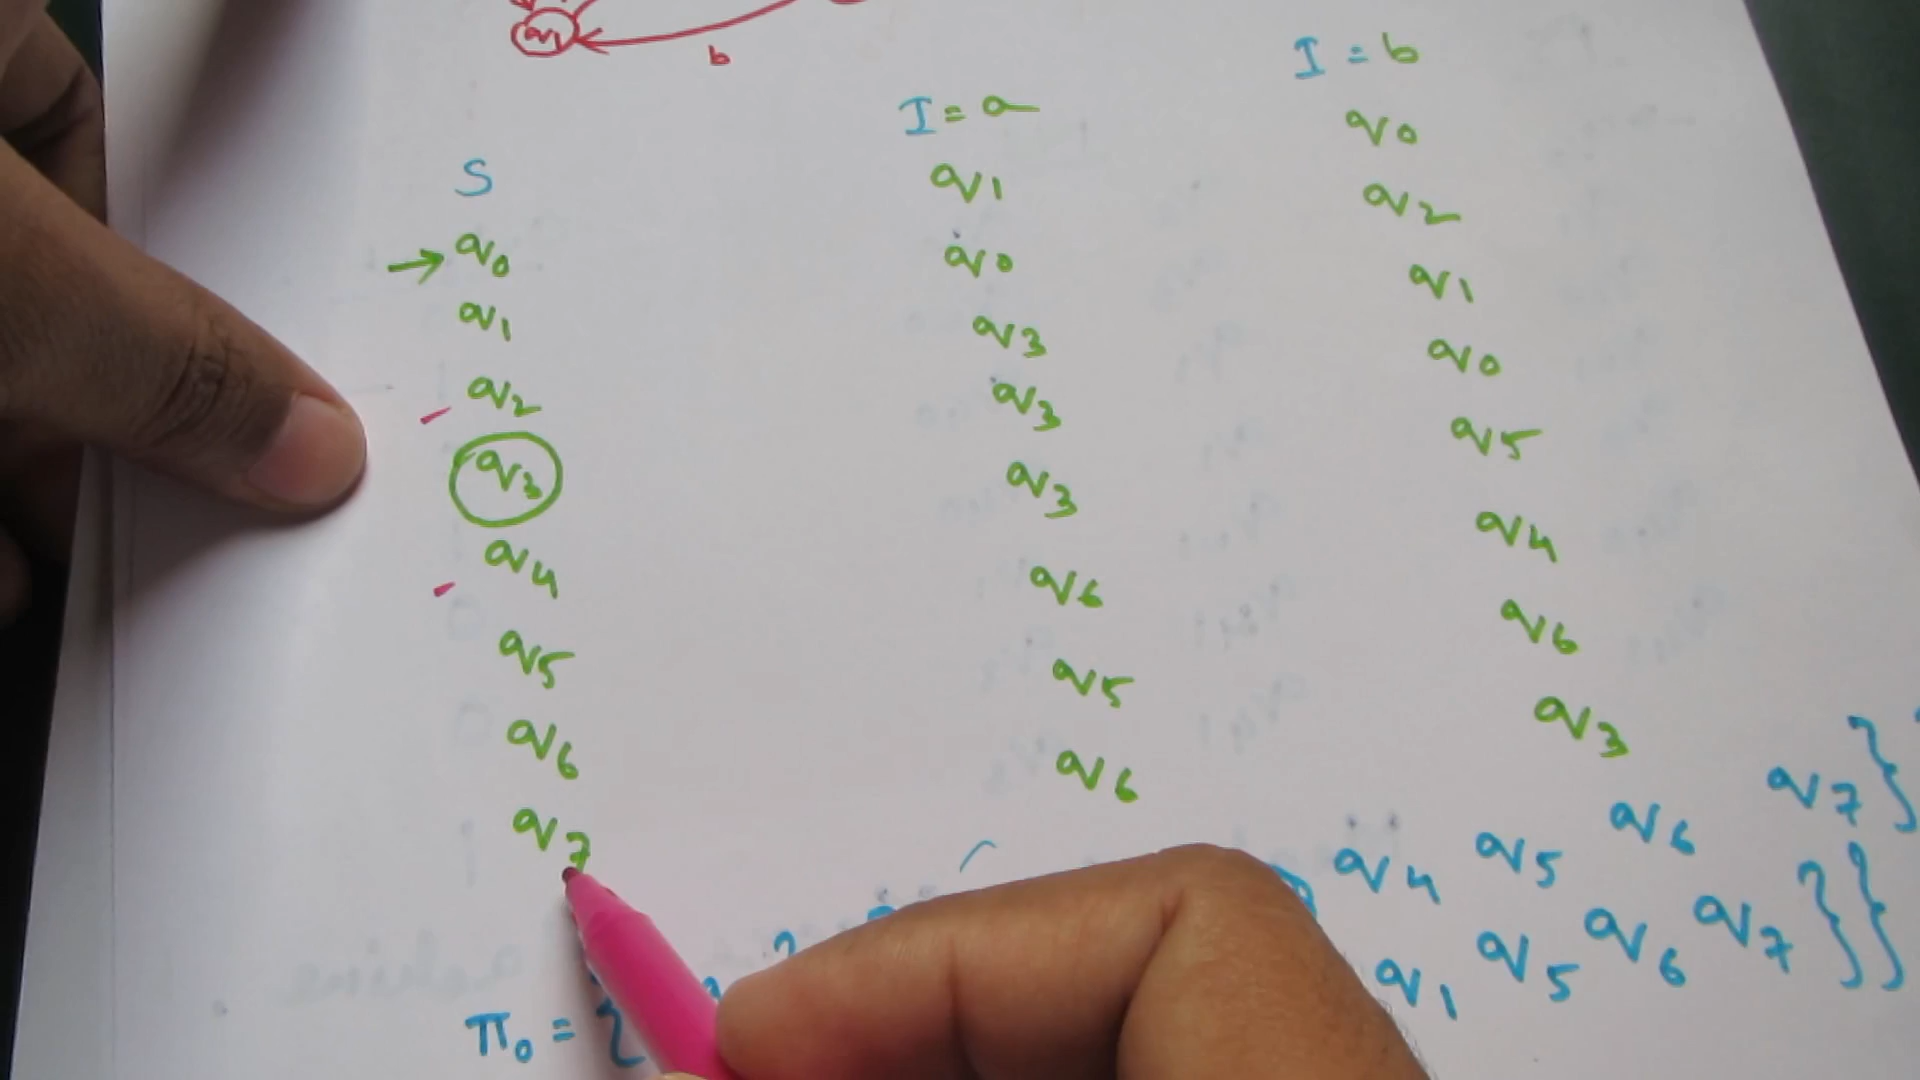 q1
b
S I = a I = b
→ q0 q1 q0
q1 q0 q2
q2 q3 q1
q3 q3 q0
q4 q3 q5
q5 q6 q4
q6 q5 q6
q7 q6 q3
q4 q5 q6 q7 }
π0 = { q1 q5 q6 q7 } }